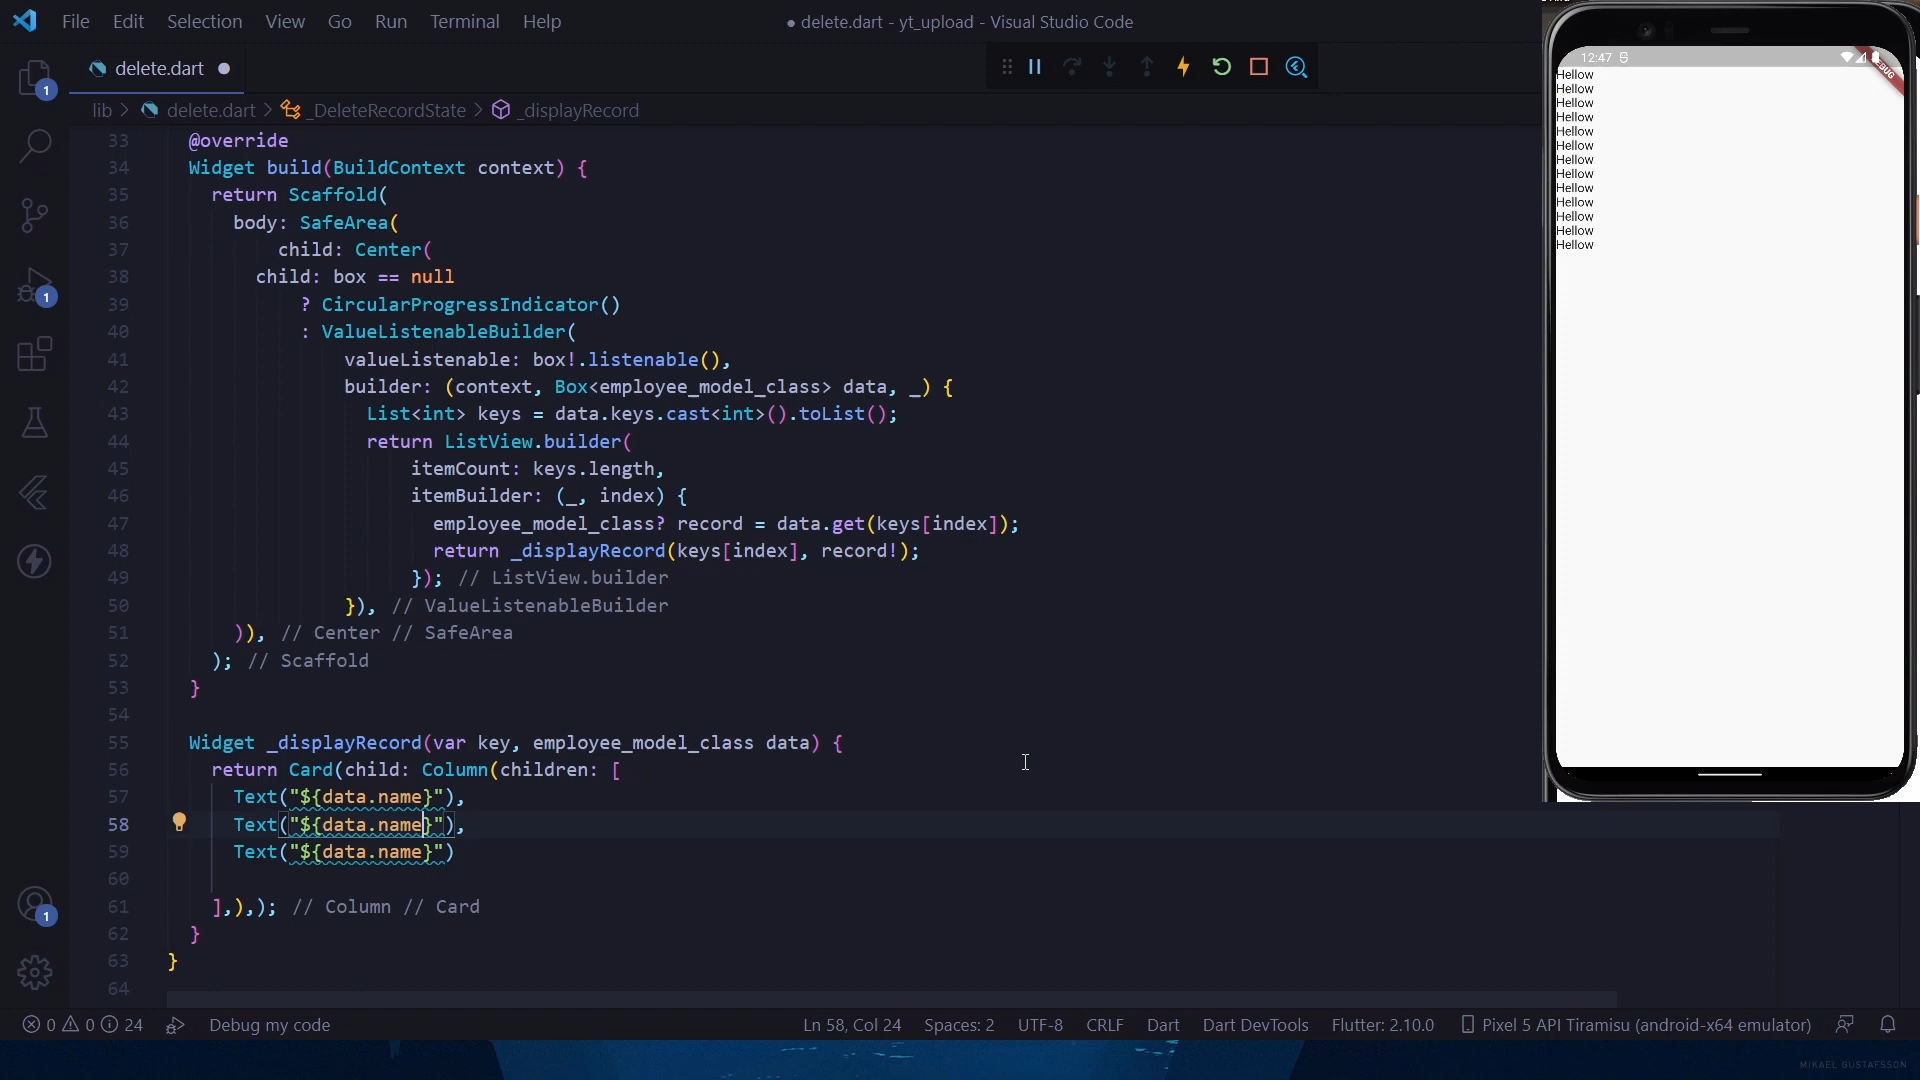 File Edit Selection View Go Run Terminal Help
● delete.dart - yt_upload - Visual Studio Code
delete.dart
lib > delete.dart > _DeleteRecordState > _displayRecord
33 @override
34 Widget build(BuildContext context) {
35 return Scaffold(
36 body: SafeArea(
37 child: Center(
38 child: box == null
39 ? CircularProgressIndicator()
40 : ValueListenableBuilder(
41 valueListenable: box!.listenable(),
42 builder: (context, Box<employee_model_class> data, _) {
43 List<int> keys = data.keys.cast<int>().toList();
44 return ListView.builder(
45 itemCount: keys.length,
46 itemBuilder: (_, index) {
47 employee_model_class? record = data.get(keys[index]);
48 return _displayRecord(keys[index], record!);
49 }); // ListView.builder
50 }), // ValueListenableBuilder
51 )), // Center // SafeArea
52 ); // Scaffold
53 }
54
55 Widget _displayRecord(var key, employee_model_class data) {
56 return Card(child: Column(children: [
57 Text("${data.name}"),
58 Text("${data.name}"),
59 Text("${data.name}")
60
61 ],),); // Column // Card
62 }
63 }
64
1
1
1
0 0 24 Debug my code Ln 58, Col 24 Spaces: 2 UTF-8 CRLF Dart Dart DevTools Flutter: 2.10.0 Pixel 5 API Tiramisu (android-x64 emulator)
12:47
DEBUG
Hellow
Hellow
Hellow
Hellow
Hellow
Hellow
Hellow
Hellow
Hellow
Hellow
Hellow
Hellow
Hellow
MIKAEL GUSTAFSSON